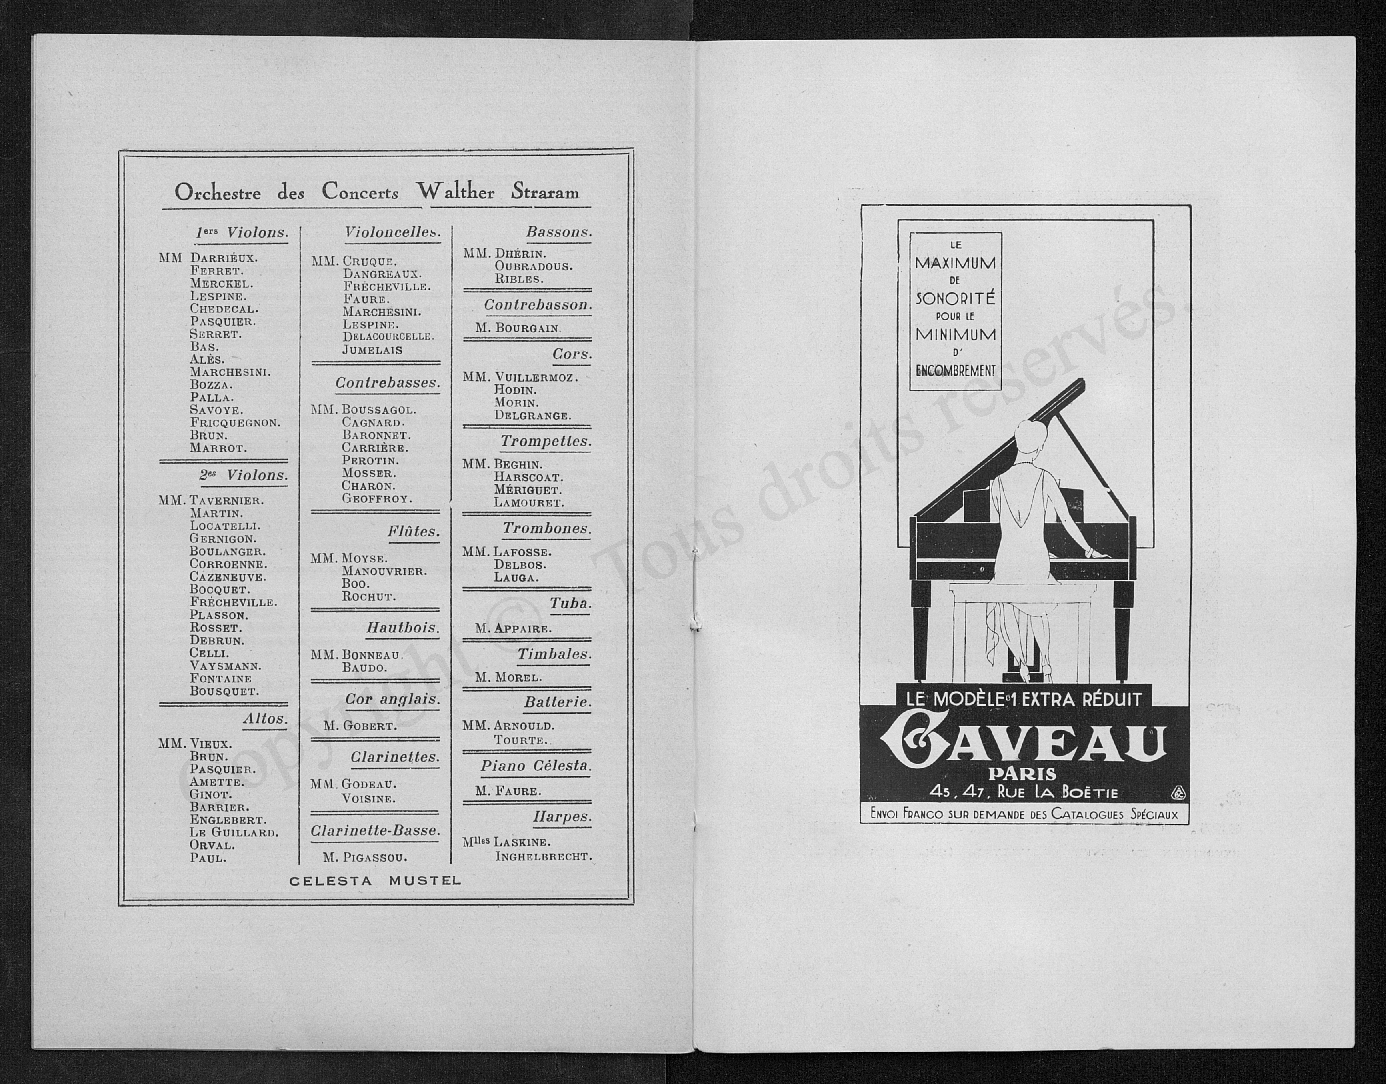 Orchestre des Concerts Walther Straram
1ers Violons.
MM DARRIEUX.
FERRET.
MERCKEL.
LESPINE.
CHEDECAL.
PASQUIER.
SERRET.
BAS.
ALÈS.
MARCHESINI.
BOZZA.
PALLA.
SAVOYE.
FRICQUEGNON.
BRUN.
MARROT.
2es Violons.
MM. TAVERNIER.
MARTIN.
LOCATELLI.
GERNIGON.
BOULANGER.
CORROENNE.
CAZENEUVE.
BOCQUET.
FRÉCHEVILLE.
PLASSON.
ROSSET.
DEBRUN.
CELLI.
VAYSMANN.
FONTAINE
BOUSQUET.
Altos.
MM. VIEUX.
BRUN.
PASQUIER.
AMETTE.
GINOT.
BARRIER.
ENGLEBERT.
LE GUILLARD.
ORVAL.
PAUL.
Violoncelles.
MM. CRUQUE.
DANGREAUX.
FRÉCHEVILLE.
FAURE.
MARCHESINI.
LESPINE.
DELACOURCELLE.
JUMELAIS
Contrebasses.
MM. BOUSSAGOL.
CAGNARD.
BARONNET.
CARRIÈRE.
PEROTIN.
MOSSER.
CHARON.
GEOFFROY.
Flûtes.
MM. MOYSE.
MANOUVRIER.
BOO.
ROCHUT.
Hautbois.
MM. BONNEAU
BAUDO.
Cor anglais.
M. GOBERT.
Clarinettes.
MM. GODEAU.
VOISINE.
Clarinette-Basse.
M. PIGASSOU.
Bassons.
MM. DHÉRIN.
OUBRADOUS.
RIBLES.
Contrebasson.
M. BOURGAIN.
Cors.
MM. VUILLERMOZ.
HODIN.
MORIN.
DELGRANGE.
Trompettes.
MM. BEGHIN.
HARSCOAT.
MÉRIGUET.
LAMOURET.
Trombones.
MM. LAFOSSE.
DELBOS.
LAUGA.
Tuba.
M. APPAIRE.
Timbales.
M. MOREL.
Batterie.
MM. ARNOULD.
TOURTE.
Piano Célesta.
M. FAURE.
Harpes.
Mlles LASKINE.
INGHELBRECHT.
CELESTA MUSTEL
LE
MAXIMUM
DE
SONORITÉ
POUR LE
MINIMUM
D'
ENCOMBREMENT
LE MODÈLE º1 EXTRA RÉDUIT
GAVEAU
PARIS
45, 47, RUE LA BOËTIE
ENVOI FRANCO SUR DEMANDE DES CATALOGUES SPÉCIAUX
Copyright © Tous droits réservés.